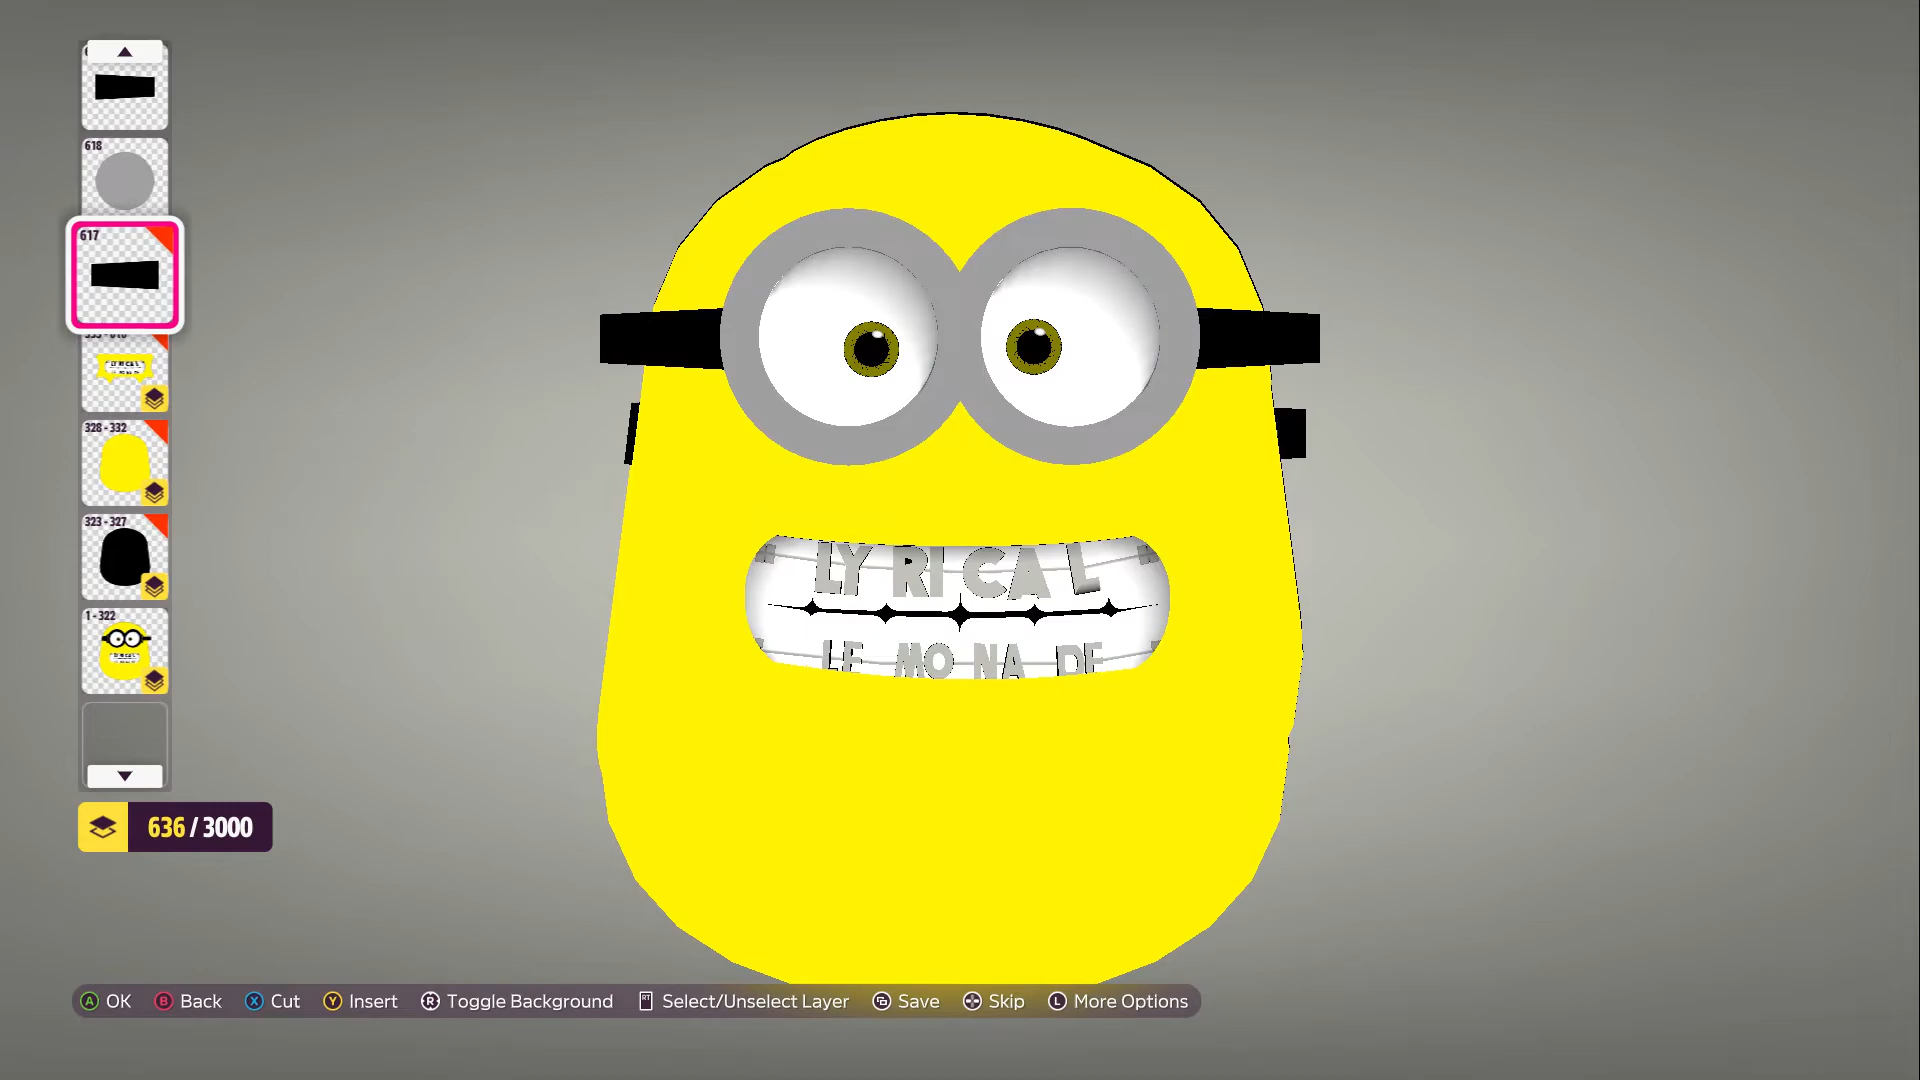 618
617
328 - 332
323 - 327
1 - 322
636 / 3000
LY RI CA L
LE MO NA DE
A OK B Back X Cut Y Insert R Toggle Background RT Select/Unselect Layer Save Skip L More Options